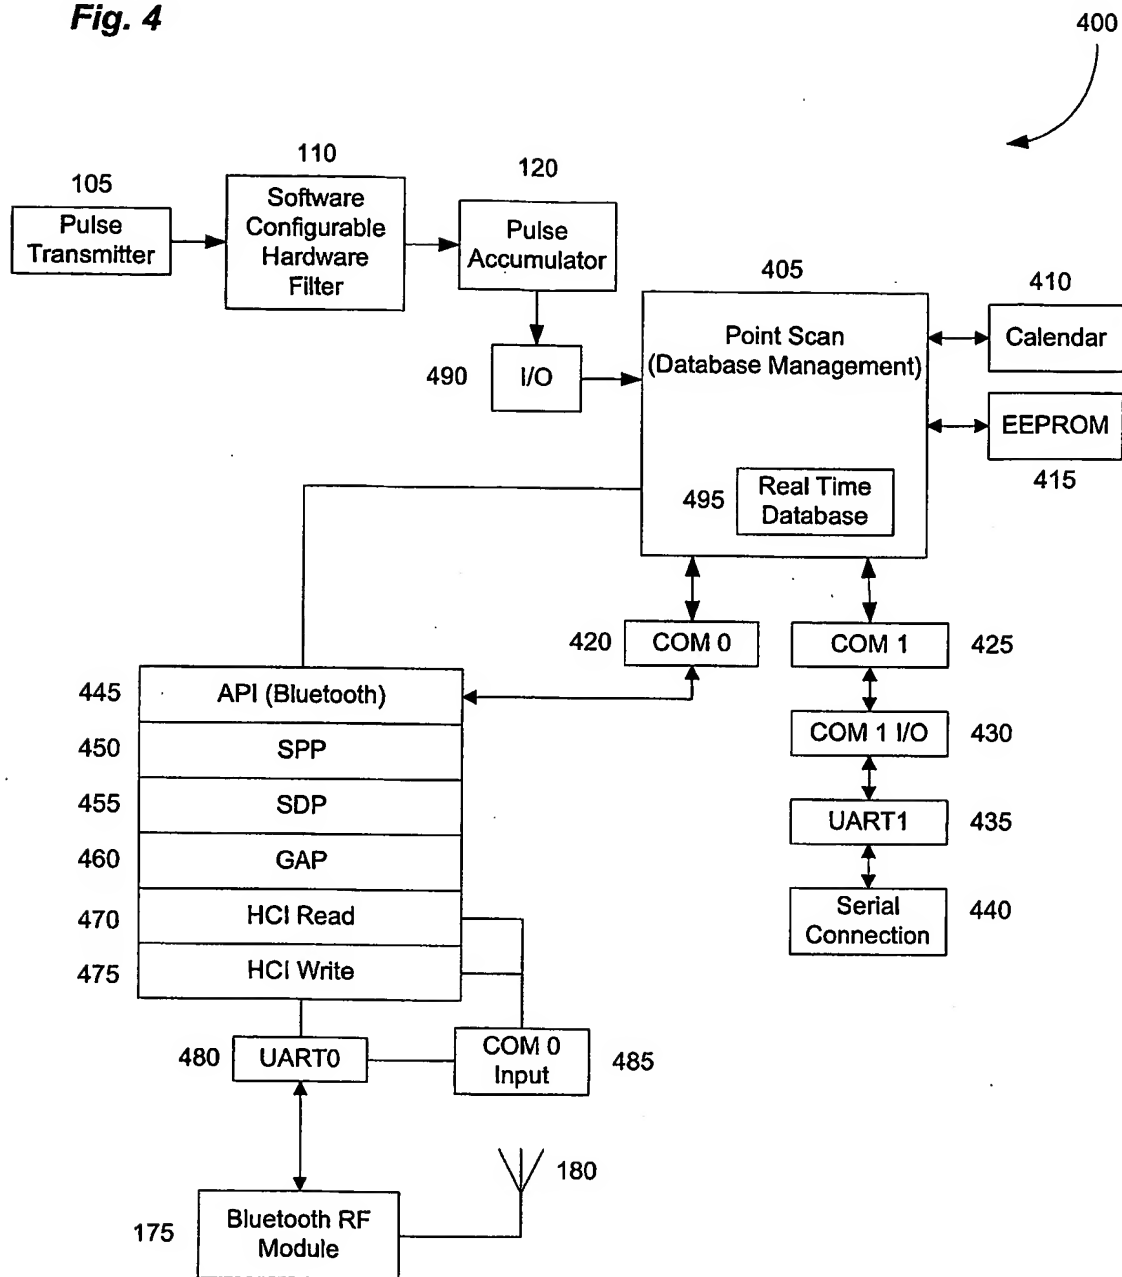 Fig. 4
400
110
120
105
Software
Configurable
Hardware
Filter
Pulse
Transmitter
Pulse
Accumulator
405
410
Point Scan
(Database Management)
Calendar
490
I/O
EEPROM
415
495
Real Time
Database
420
COM 0
COM 1
425
445
API (Bluetooth)
450
SPP
COM 1 I/O
430
455
SDP
UART1
435
460
GAP
470
HCI Read
Serial
Connection
440
475
HCI Write
480
UART0
COM 0
Input
485
180
175
Bluetooth RF
Module